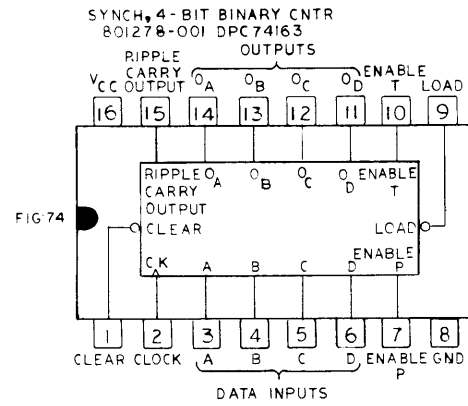 SYNCH, 4-BIT BINARY CNTR
801278-001 DPC74163
OUTPUTS
VCC
RIPPLE CARRY OUTPUT
OA OB OC OD
ENABLE T
LOAD
16 15 14 13 12 11 10 9
RIPPLE CARRY OUTPUT
OA OB OC OD
ENABLE T
FIG 74
CLEAR
LOAD
CK
A B C D
ENABLE P
1 2 3 4 5 6 7 8
CLEAR CLOCK A B C D ENABLE P GND
DATA INPUTS